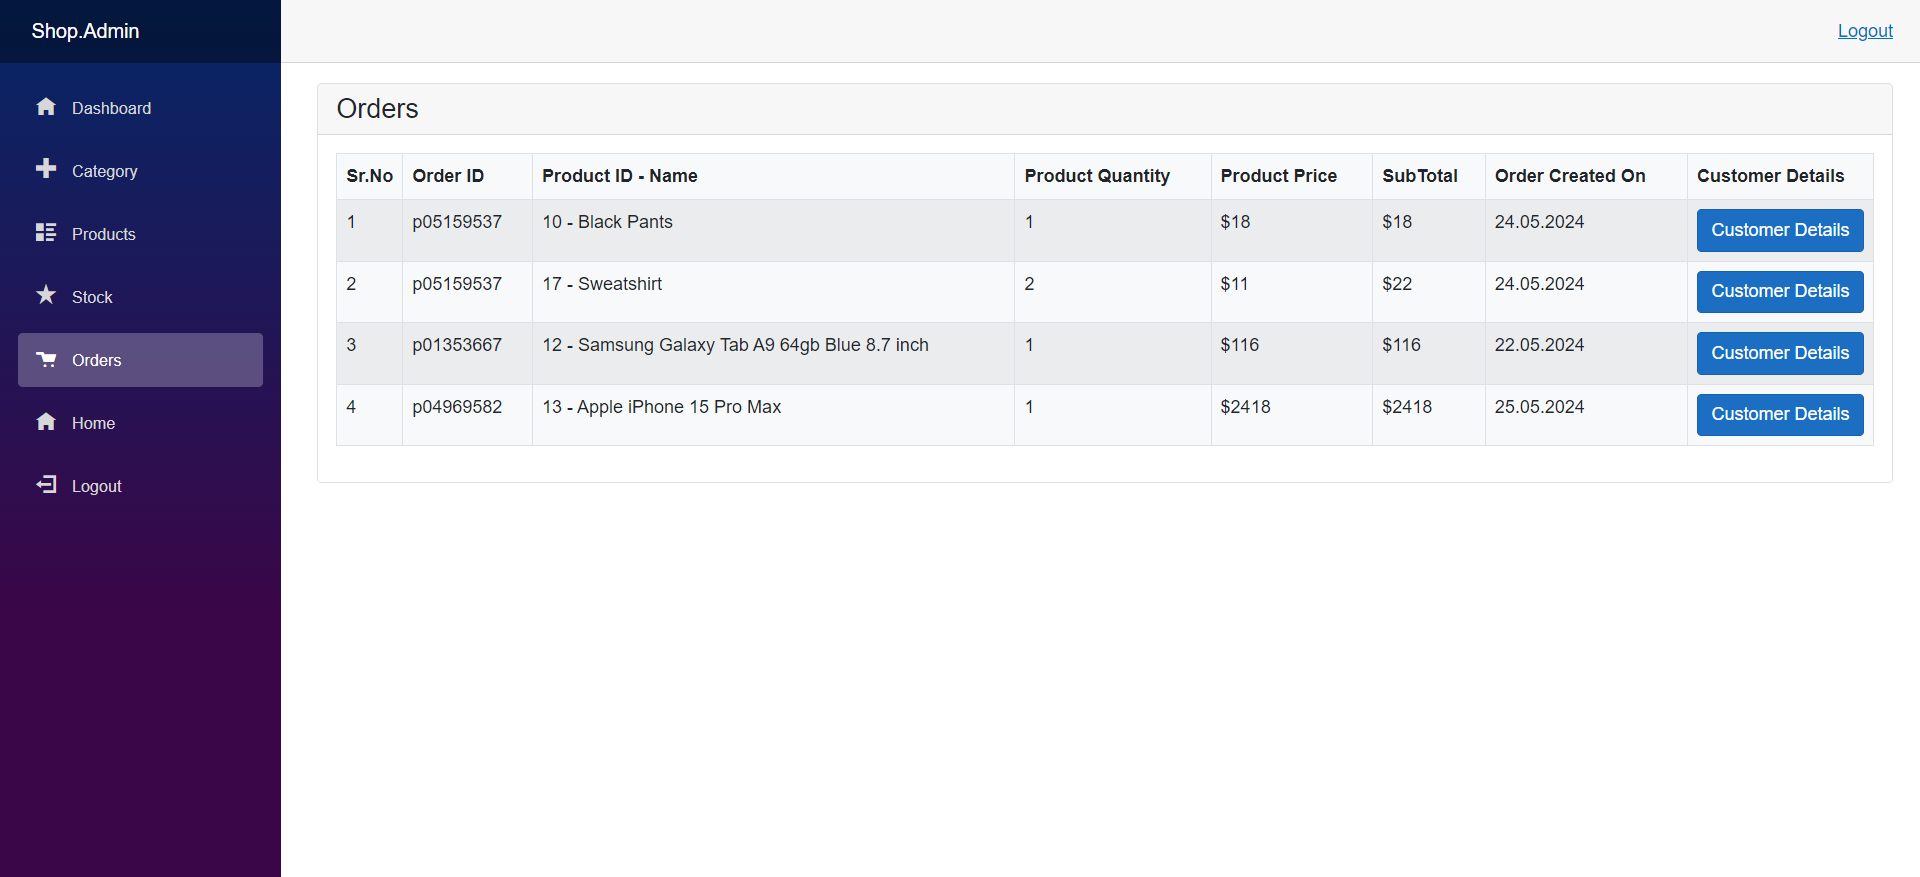 Shop.Admin
Logout
Dashboard
Category
Products
Stock
Orders
Home
Logout
Orders
Sr.No Order ID Product ID - Name Product Quantity Product Price SubTotal Order Created On Customer Details
1 p05159537 10 - Black Pants 1 $18 $18 24.05.2024 Customer Details
2 p05159537 17 - Sweatshirt 2 $11 $22 24.05.2024 Customer Details
3 p01353667 12 - Samsung Galaxy Tab A9 64gb Blue 8.7 inch 1 $116 $116 22.05.2024 Customer Details
4 p04969582 13 - Apple iPhone 15 Pro Max 1 $2418 $2418 25.05.2024 Customer Details